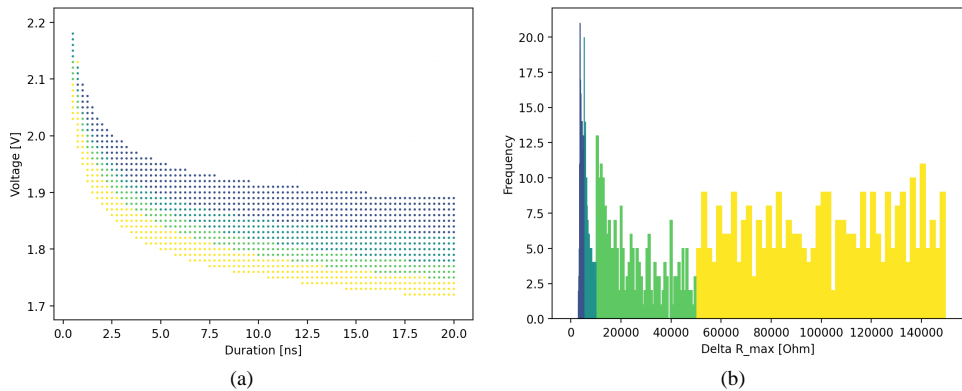 2.2
2.1
2.0
1.9
1.8
1.7
Voltage [V]
0.0 2.5 5.0 7.5 10.0 12.5 15.0 17.5 20.0
Duration [ns]
(a)
20.0
17.5
15.0
12.5
10.0
7.5
5.0
2.5
0.0
Frequency
0 20000 40000 60000 80000 100000 120000 140000
Delta R_max [Ohm]
(b)